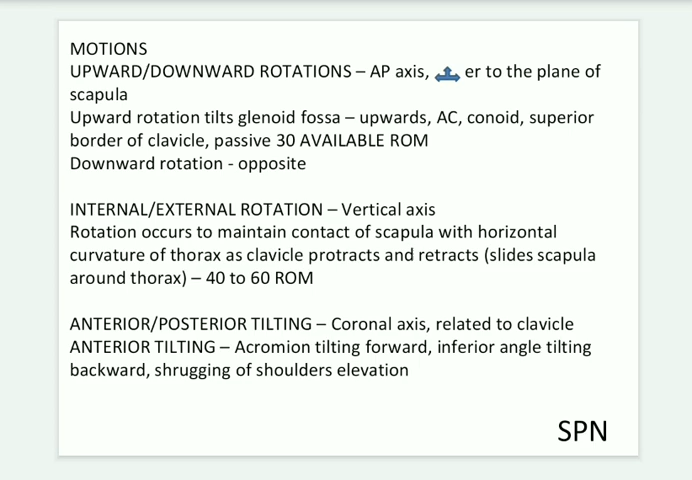 MOTIONS
UPWARD/DOWNWARD ROTATIONS – AP axis, er to the plane of
scapula
Upward rotation tilts glenoid fossa – upwards, AC, conoid, superior
border of clavicle, passive 30 AVAILABLE ROM
Downward rotation - opposite
INTERNAL/EXTERNAL ROTATION – Vertical axis
Rotation occurs to maintain contact of scapula with horizontal
curvature of thorax as clavicle protracts and retracts (slides scapula
around thorax) – 40 to 60 ROM
ANTERIOR/POSTERIOR TILTING – Coronal axis, related to clavicle
ANTERIOR TILTING – Acromion tilting forward, inferior angle tilting
backward, shrugging of shoulders elevation
SPN